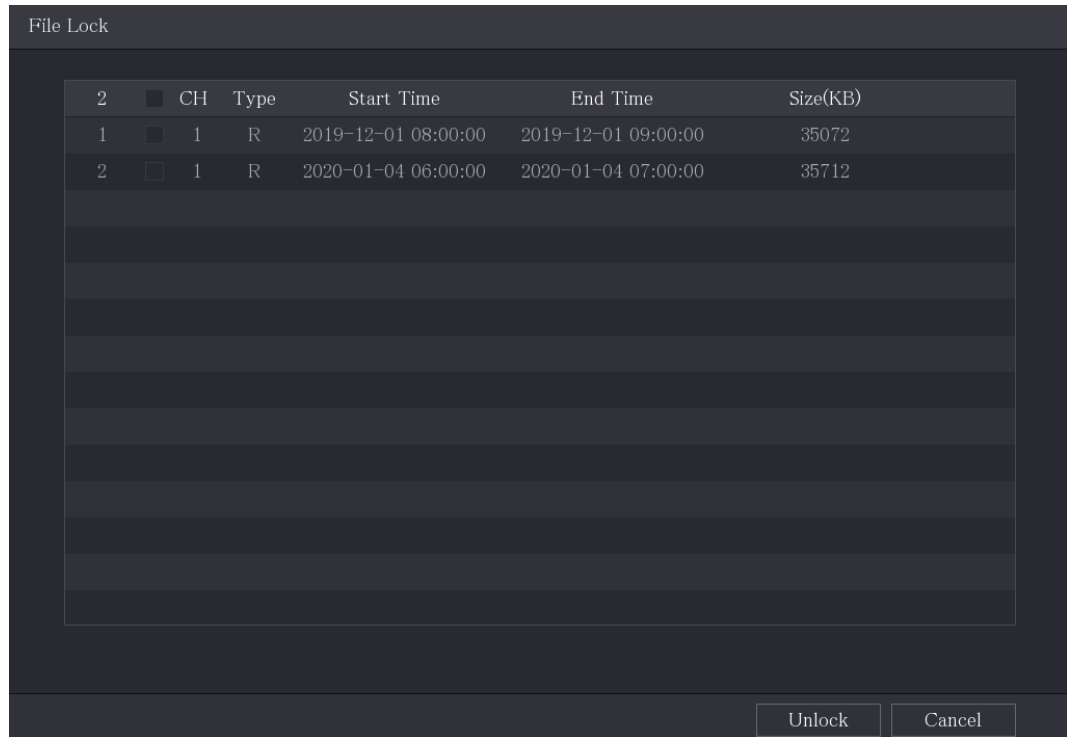 File Lock
2 CH Type Start Time End Time Size(KB)
1 1 R 2019-12-01 08:00:00 2019-12-01 09:00:00 35072
2 1 R 2020-01-04 06:00:00 2020-01-04 07:00:00 35712
Unlock Cancel